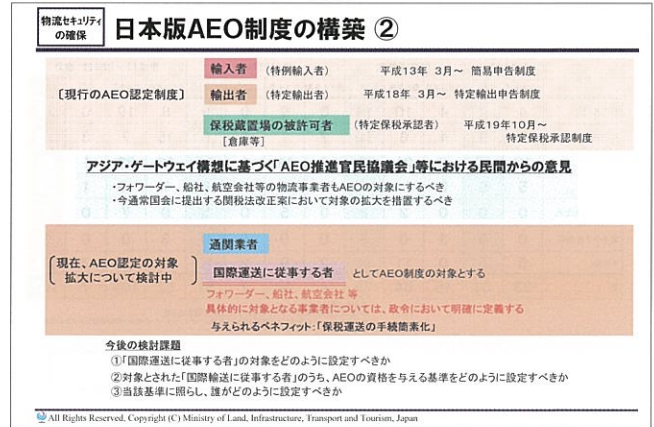 物流セキュリティの確保
日本版AEO制度の構築 ②
〔現行のAEO認定制度〕
輸入者 (特例輸入者) 平成13年 3月~ 簡易申告制度
輸出者 (特定輸出者) 平成18年 3月~ 特定輸出申告制度
保税蔵置場の被許可者 (特定保税承認者) 平成19年10月~
[倉庫等] 特定保税承認制度
アジア・ゲートウェイ構想に基づく「AEO推進官民協議会」等における民間からの意見
・フォワーダー、船社、航空会社等の物流事業者もAEOの対象にするべき
・今通常国会に提出する関税法改正案において対象の拡大を措置するべき
〔現在、AEO認定の対象
拡大について検討中〕
通関業者
国際運送に従事する者 としてAEO制度の対象とする
フォワーダー、船社、航空会社 等
具体的に対象となる事業者については、政令において明確に定義する
与えられるベネフィット:「保税運送の手続簡素化」
今後の検討課題
①「国際運送に従事する者」の対象をどのように設定すべきか
②対象とされた「国際輸送に従事する者」のうち、AEOの資格を与える基準をどのように設定すべきか
③当該基準に照らし、誰がどのように設定すべきか
All Rights Reserved, Copyright (C) Ministry of Land, Infrastructure, Transport and Tourism, Japan